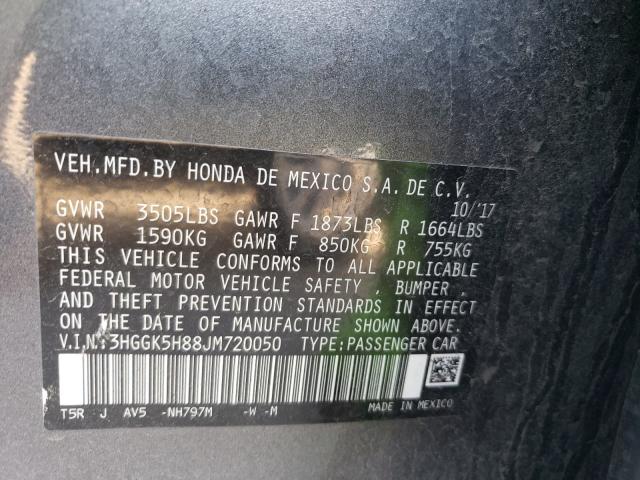 VEH.MFD.BY HONDA DE MEXICO S.A. DE C.V.
10/'17
GVWR 3505LBS GAWR F 1873LBS R 1664LBS
GVWR 1590KG GAWR F 850KG R 755KG
THIS VEHICLE CONFORMS TO ALL APPLICABLE
FEDERAL MOTOR VEHICLE SAFETY, BUMPER,
AND THEFT PREVENTION STANDARDS IN EFFECT
ON THE DATE OF MANUFACTURE SHOWN ABOVE.
V.I.N.:3HGGK5H88JM720050 TYPE:PASSENGER CAR
T5R J AV5 -NH797M -W -M MADE IN MEXICO